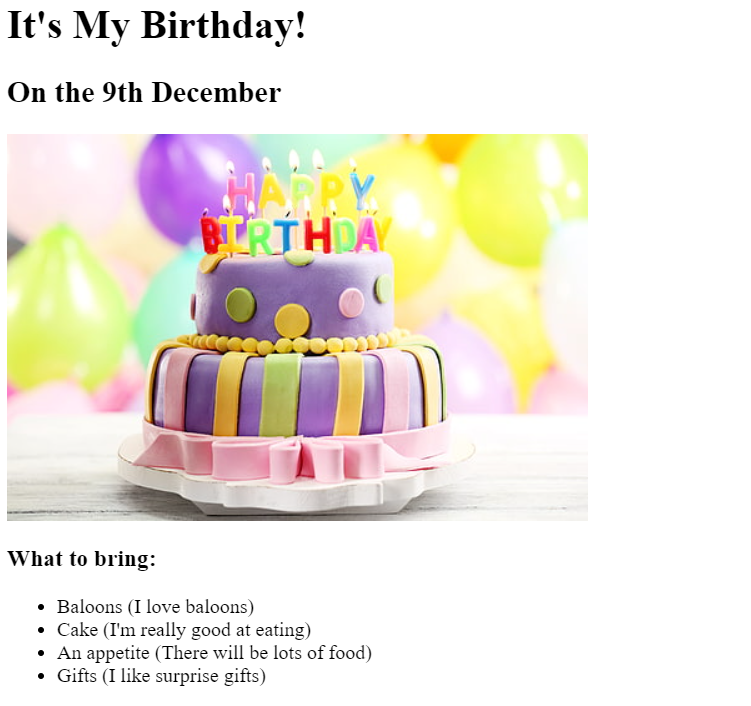 It's My Birthday!
On the 9th December
HAPPY
BIRTHDAY
What to bring:
Baloons (I love baloons)
Cake (I'm really good at eating)
An appetite (There will be lots of food)
Gifts (I like surprise gifts)